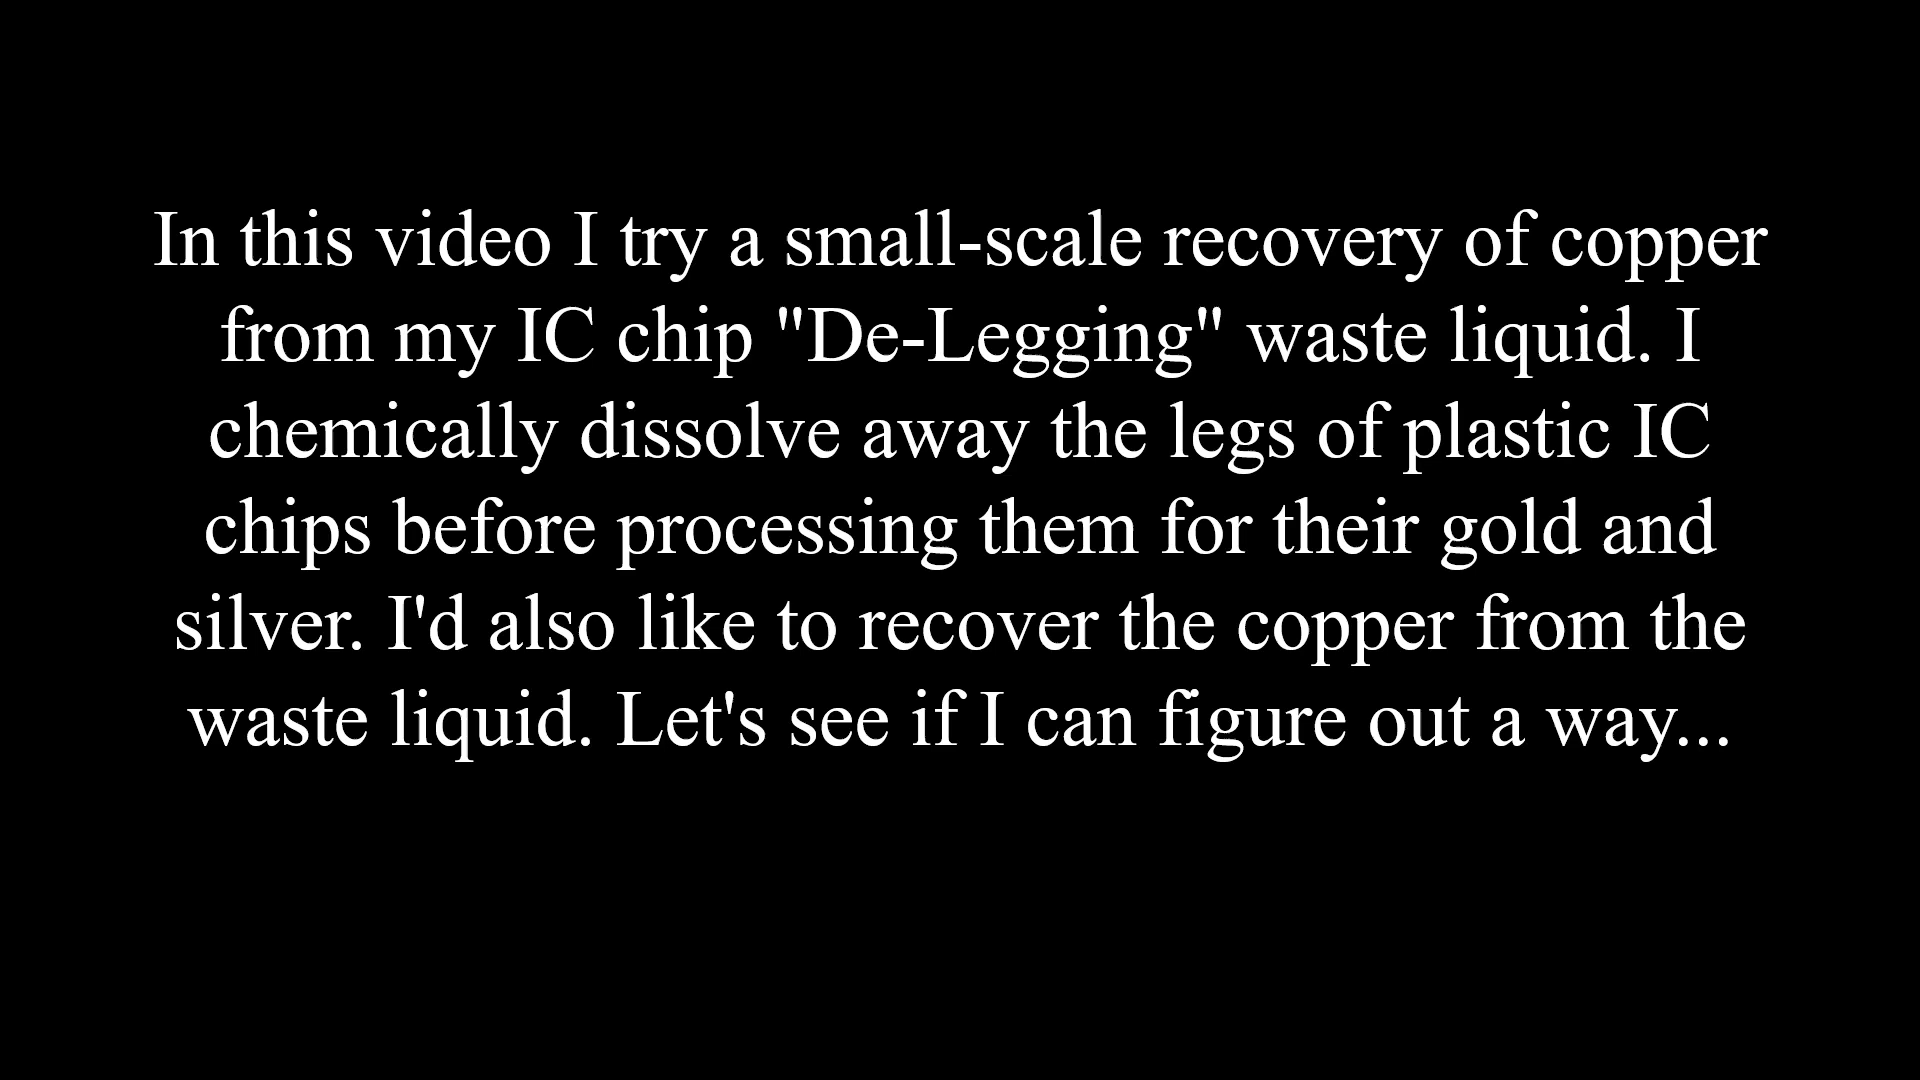 In this video I try a small-scale recovery of copper
from my IC chip "De-Legging" waste liquid. I
chemically dissolve away the legs of plastic IC
chips before processing them for their gold and
silver. I'd also like to recover the copper from the
waste liquid. Let's see if I can figure out a way...